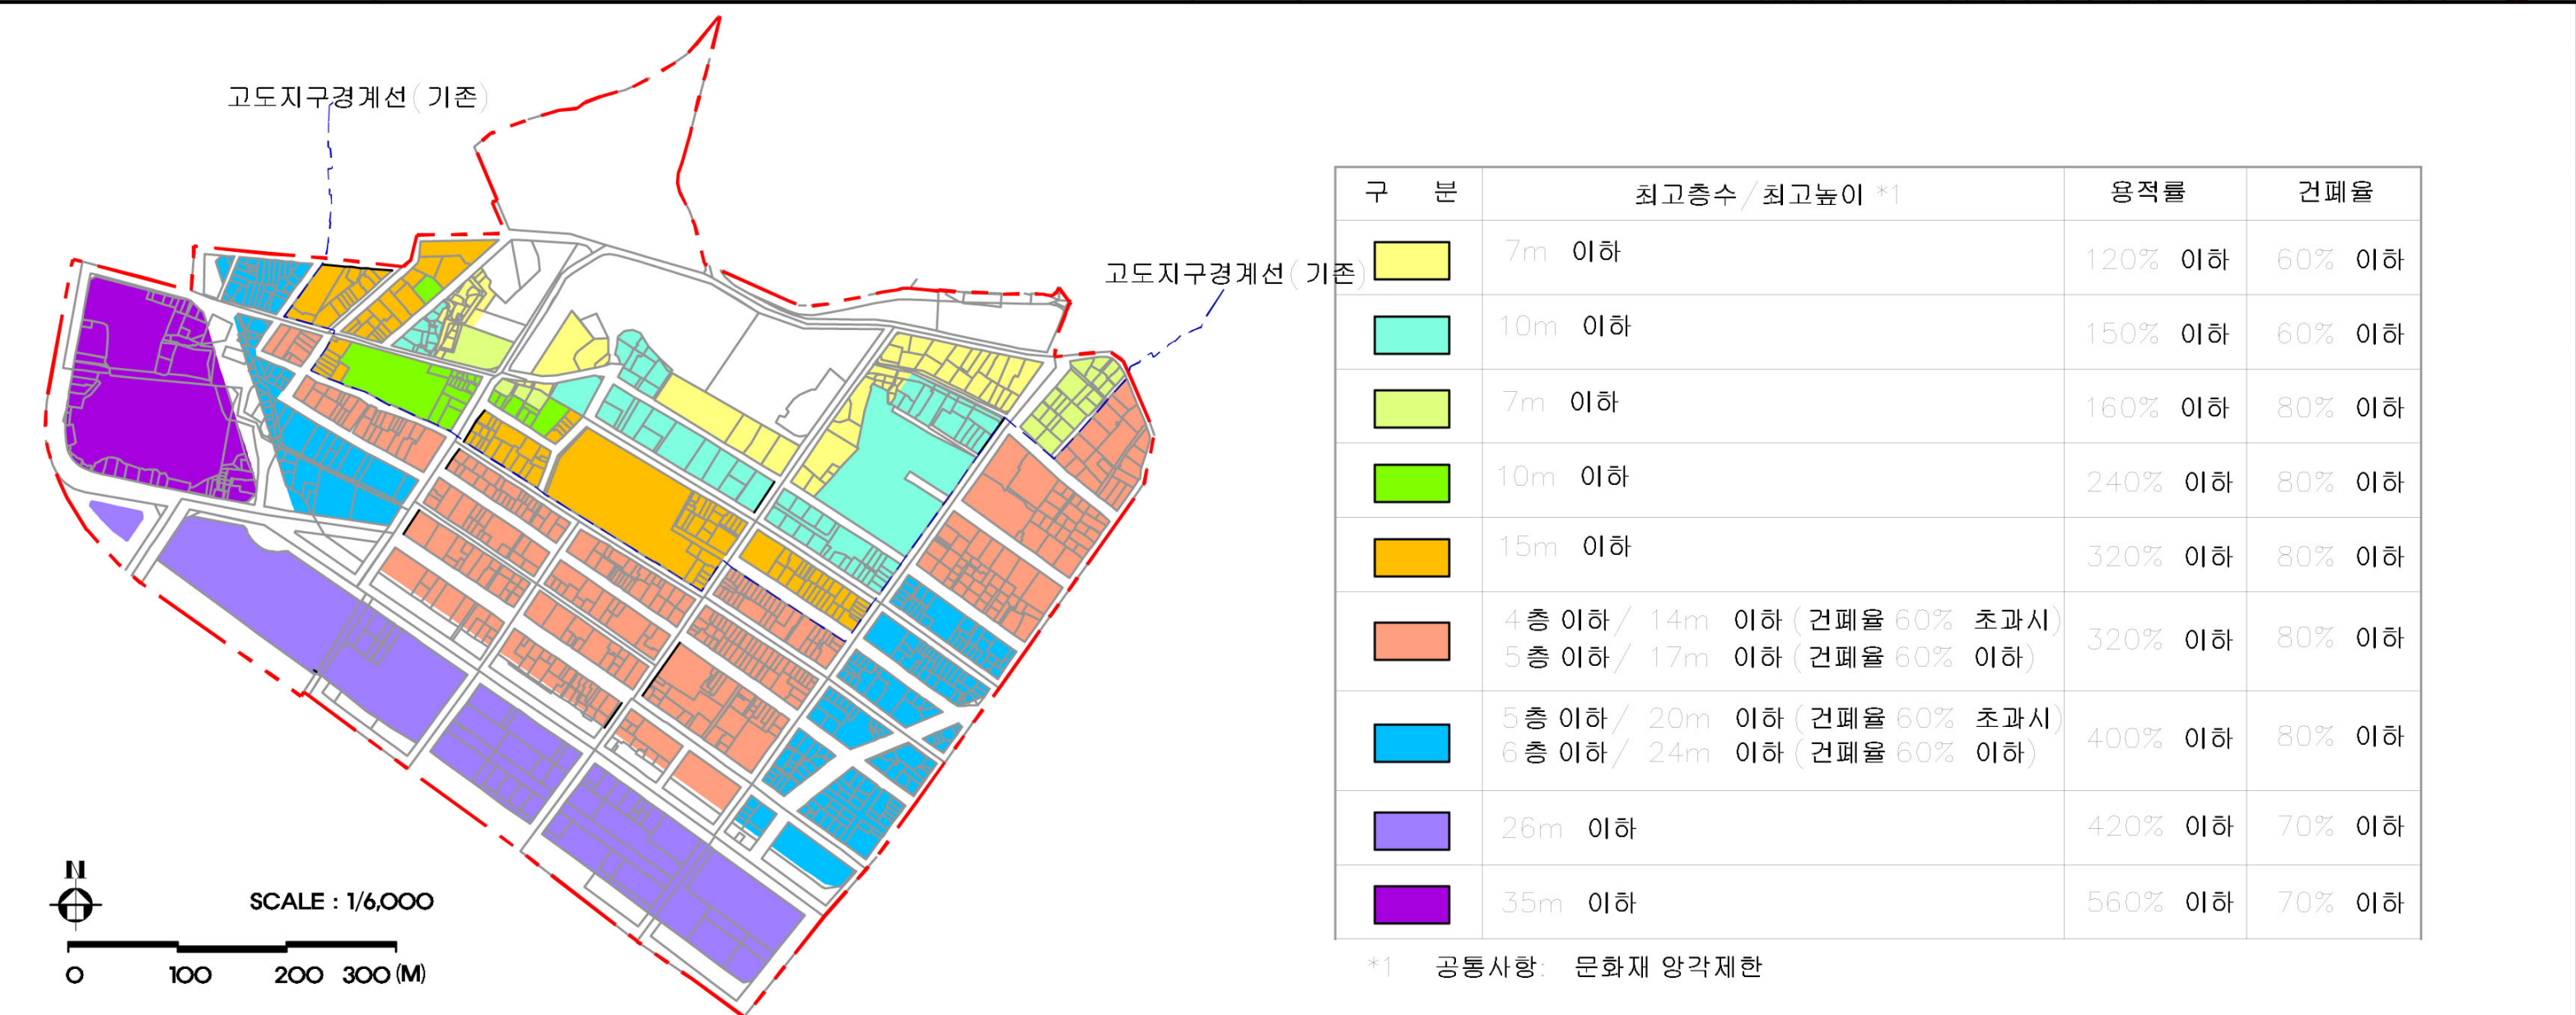 고도지구경계선(기존)
고도지구경계선(기존)
구 분 최고층수/최고높이 *1 용적률 건폐율
7m 이하 120% 이하 60% 이하
10m 이하 150% 이하 60% 이하
7m 이하 160% 이하 80% 이하
10m 이하 240% 이하 80% 이하
15m 이하 320% 이하 80% 이하
4층 이하/ 14m 이하(건폐율 60% 초과시)
5층 이하/ 17m 이하(건폐율 60% 이하)
320% 이하 80% 이하
5층 이하/ 20m 이하(건폐율 60% 초과시)
6층 이하/ 24m 이하(건폐율 60% 이하)
400% 이하 80% 이하
26m 이하 420% 이하 70% 이하
35m 이하 560% 이하 70% 이하
*1 공통사항: 문화재 앙각제한
N
SCALE : 1/6,000
0 100 200 300 (M)